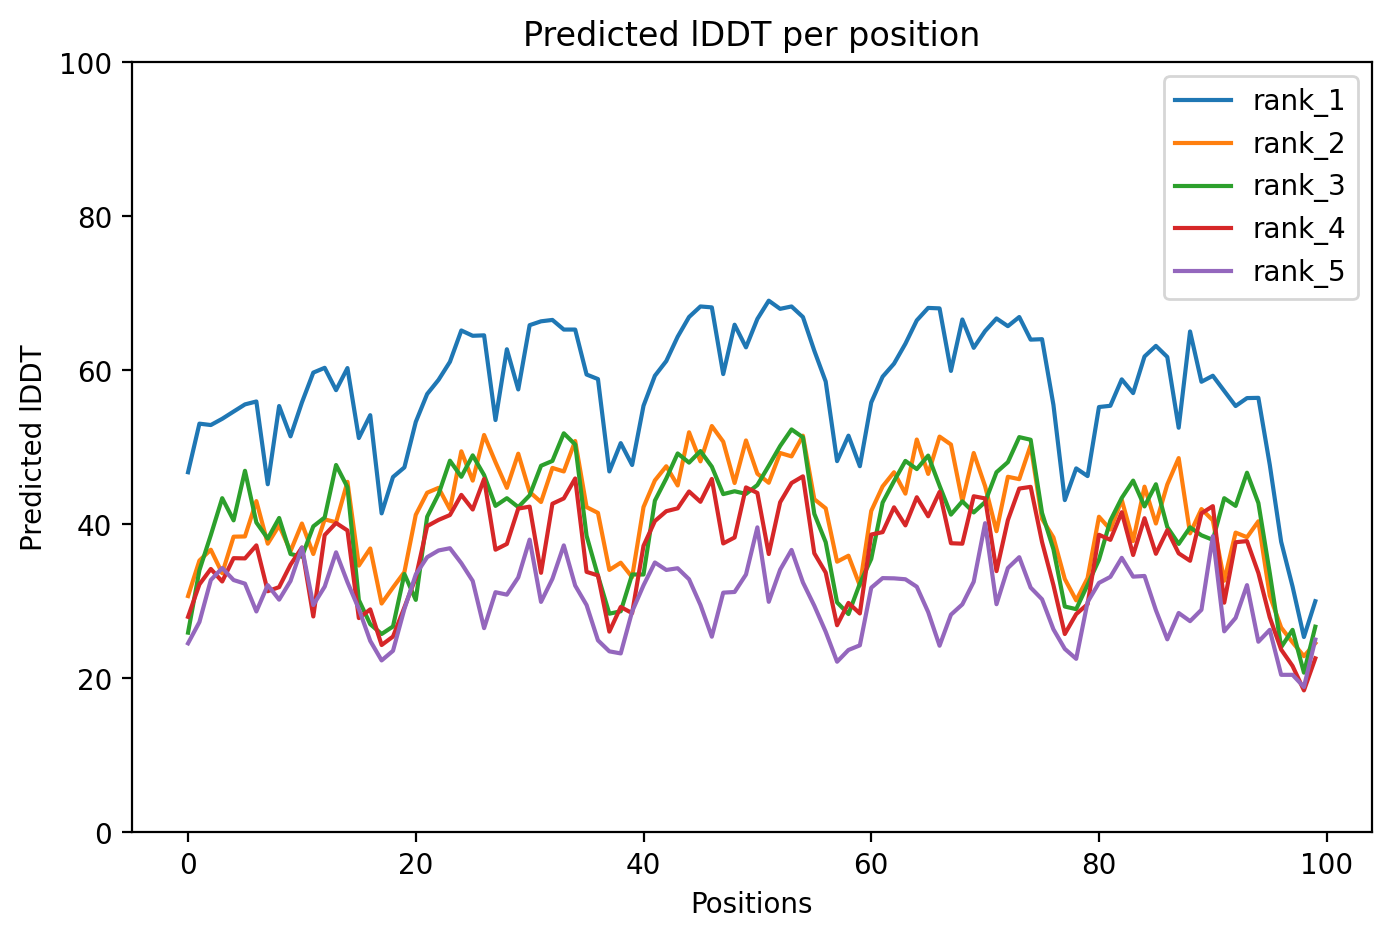 Predicted lDDT per position
100
80
60
40
20
0
Predicted lDDT
0 20 40 60 80 100
Positions
rank_1
rank_2
rank_3
rank_4
rank_5